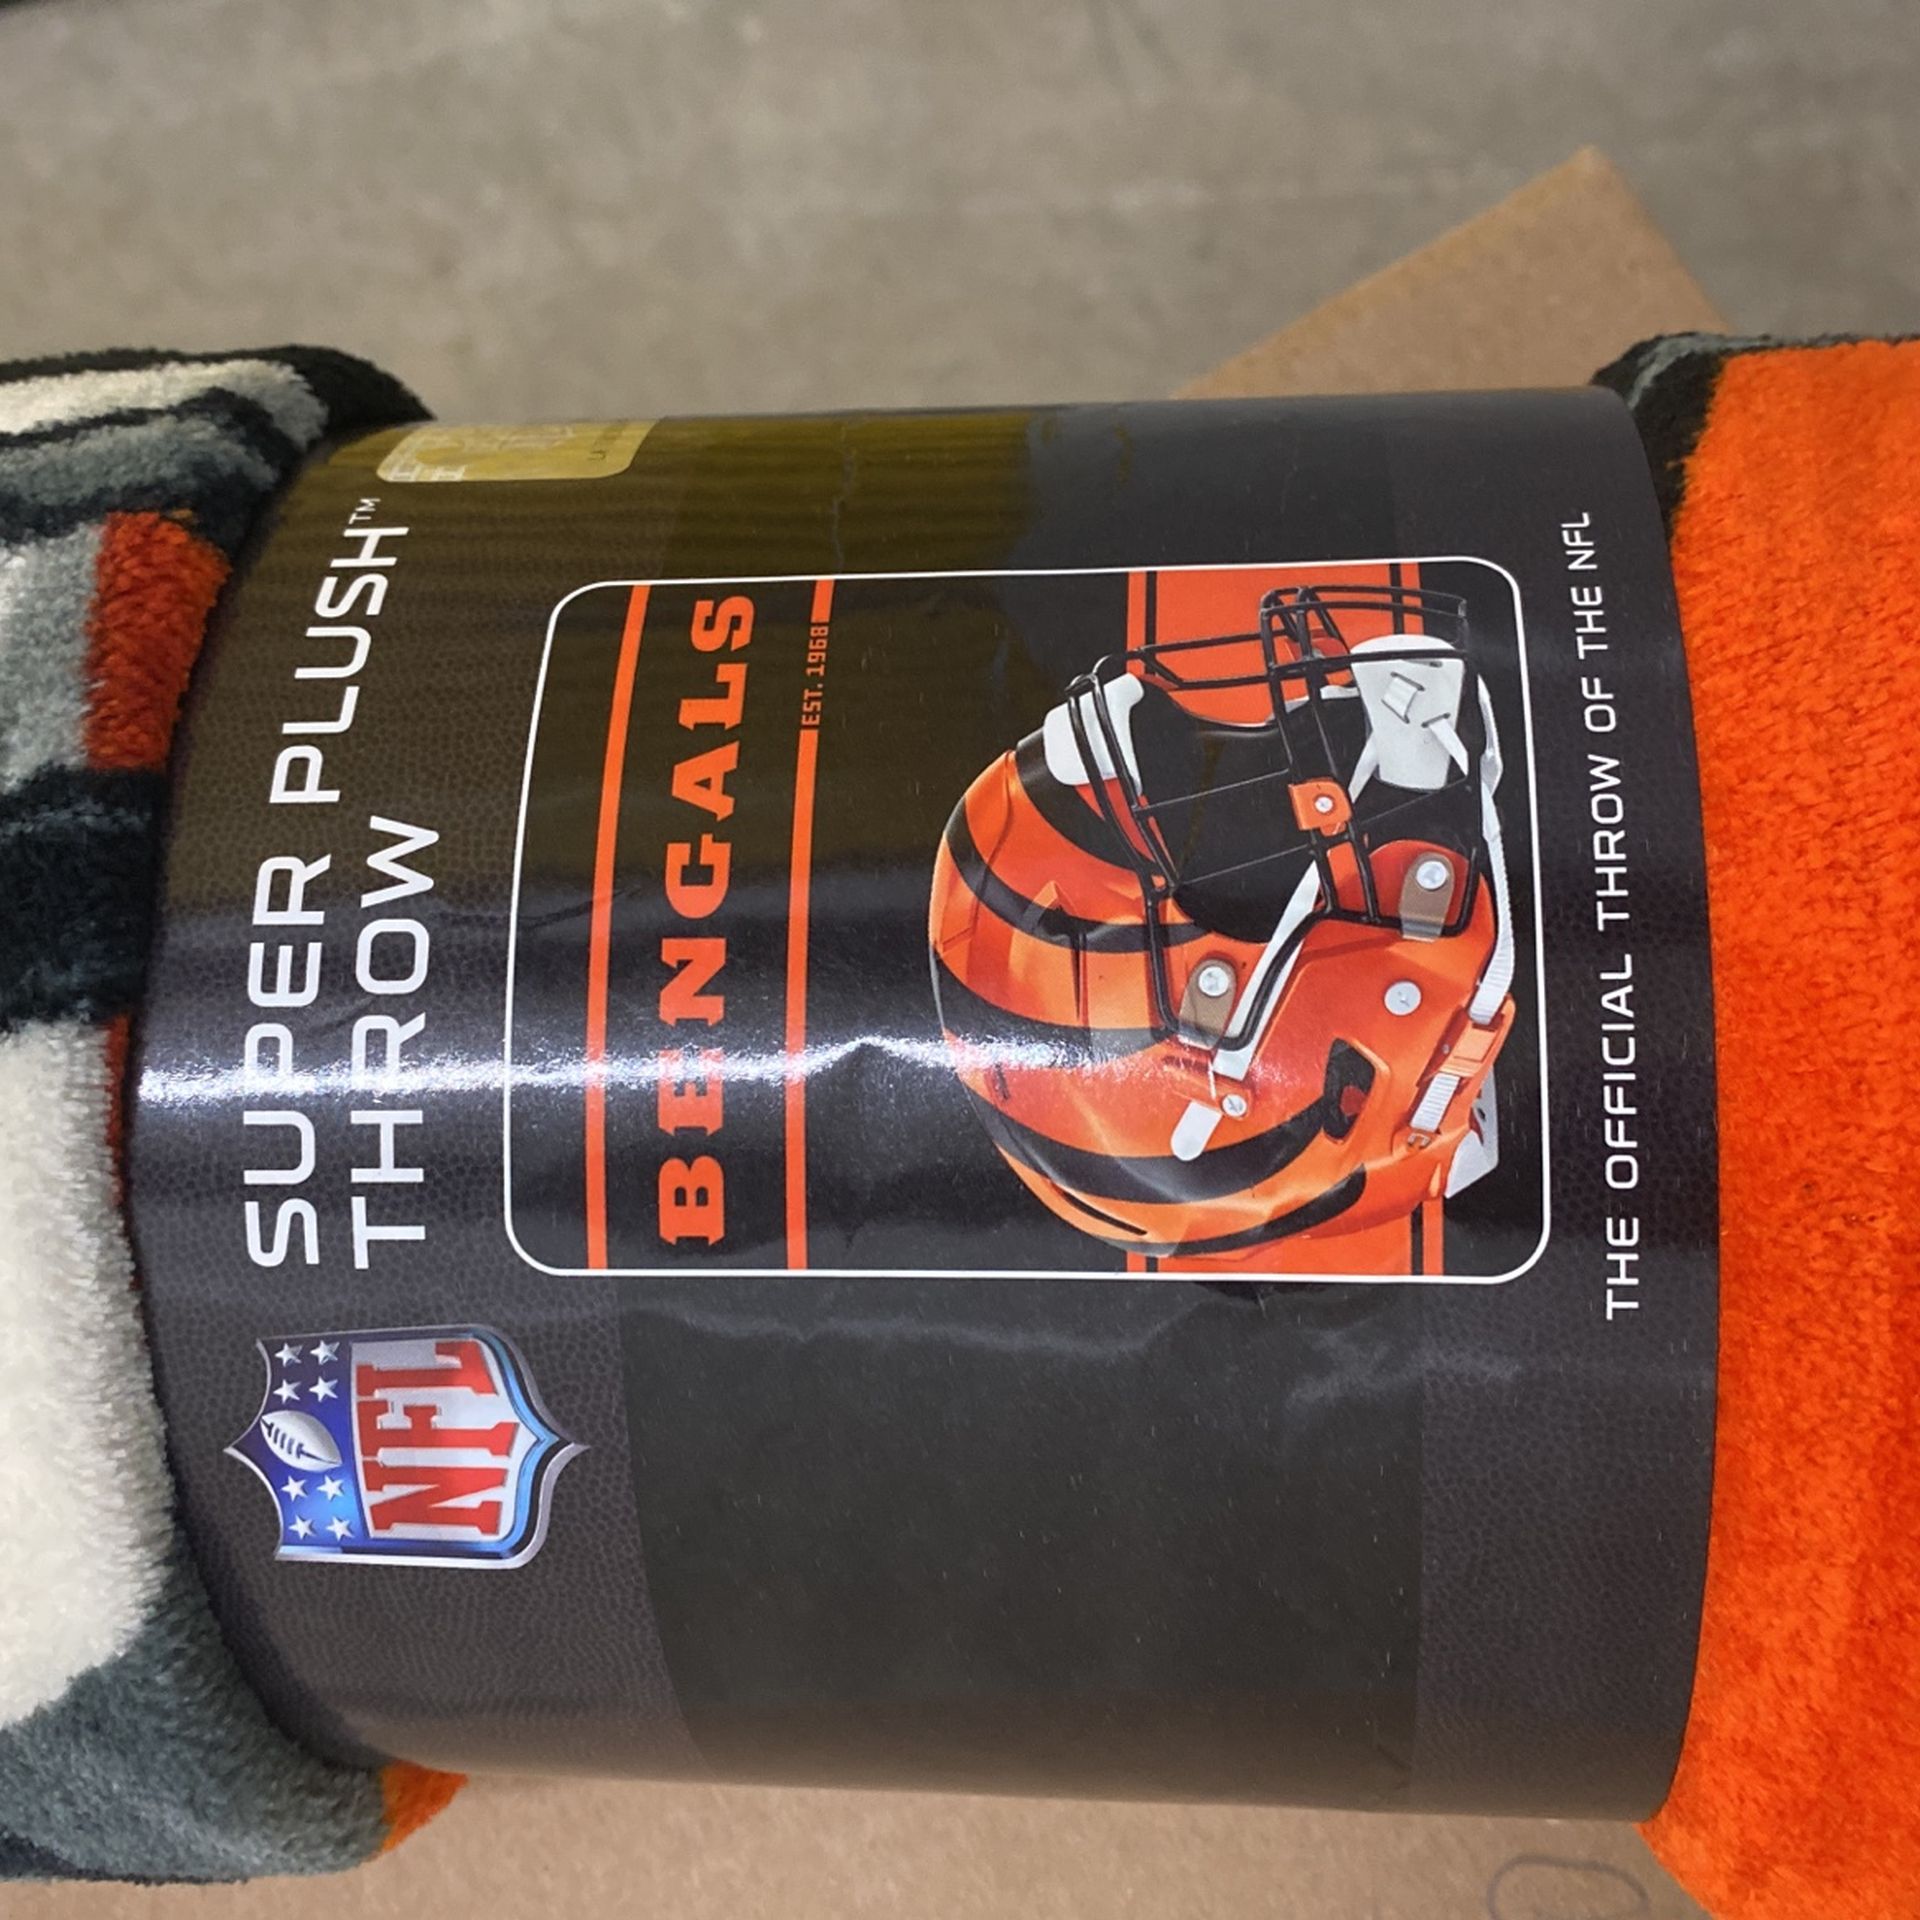 NFL
SUPER PLUSH™
THROW
BENGALS
EST. 1968
THE OFFICIAL THROW OF THE NFL